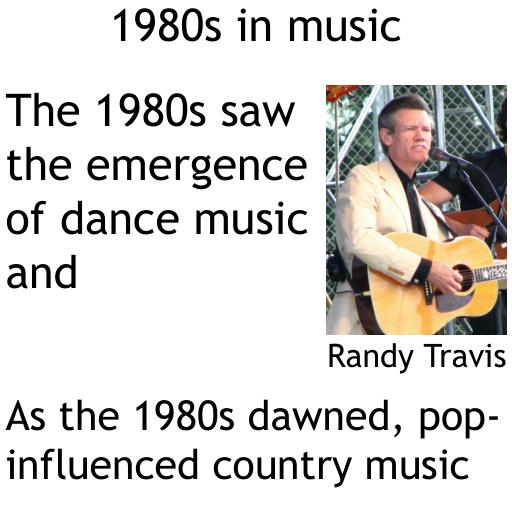 1980s in music
The 1980s saw
the emergence
of dance music
and
Randy Travis
As the 1980s dawned, pop-
influenced country music